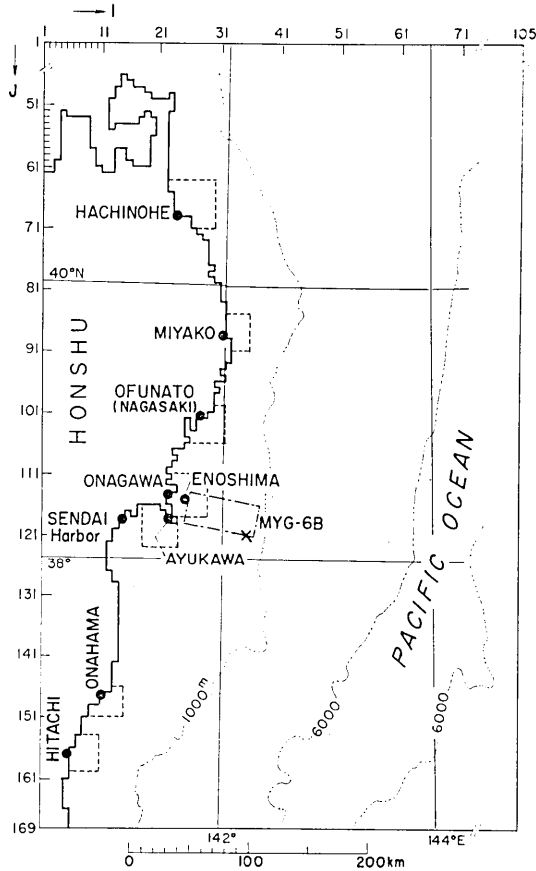 I
1 11 21 31 41 51 61 71 105
1
J
51
61
HACHINOHE
71
40°N
81
HONSHU
MIYAKO
91
OFUNATO
(NAGASAKI)
101
111
ONAGAWA
ENOSHIMA
SENDAI
Harbor
MYG-6B
121
AYUKAWA
38°
131
PACIFIC OCEAN
141
ONAHAMA
1000m
6000
6000
151
HITACHI
161
169
142°
144°E
0 100 200km